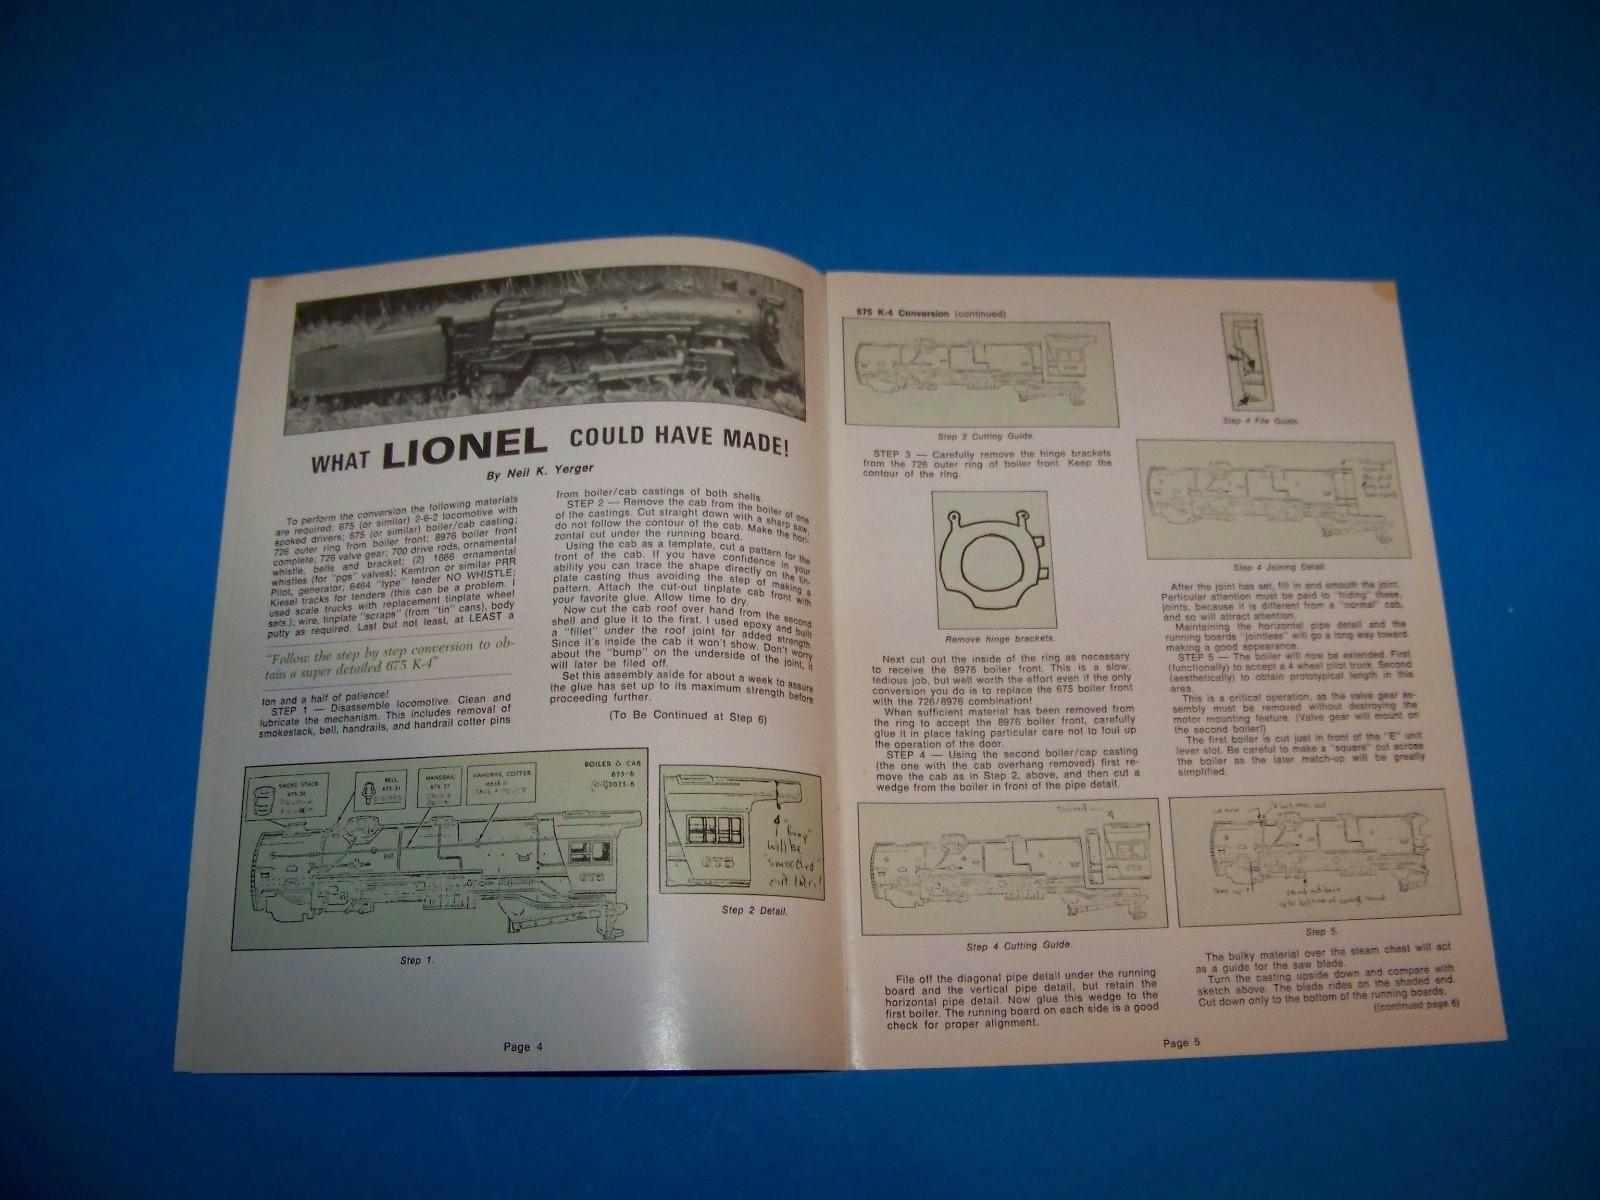 WHAT LIONEL COULD HAVE MADE!
By Neil K. Yerger
To perform the conversion the following materials
are required: 675 (or similar) 2-6-2 locomotive with
spoked drivers; 675 (or similar) boiler/cab casting;
726 outer ring from boiler front; 8976 boiler front
complete; 726 valve gear; 700 drive rods, ornamental
whistle, bells and bracket; (2) 1666 ornamental
whistles (for "pgs" valves); Kemtron or similar PRR
Pilot, generator; 6464 "type" tender NO WHISTLE;
Kiesel tracks for tenders (this can be a problem. I
used scale trucks with replacement tinplate wheel
sets.); wire, tinplate "scraps" (from "tin" cans), body
putty as required. Last but not least, at LEAST a
"Follow the step by step conversion to ob-
tain a super detailed 675 K-4"
ton and a half of patience!
STEP 1 — Disassemble locomotive. Clean and
lubricate the mechanism. This includes removal of
smokestack, bell, handrails, and handrail cotter pins
from boiler/cab castings of both shells.
STEP 2 — Remove the cab from the boiler of one
of the castings. Cut straight down with a sharp saw,
do not follow the contour of the cab. Make the hori-
zontal cut under the running board.
Using the cab as a template, cut a pattern for the
front of the cab. If you have confidence in your
ability you can trace the shape directly on the tin-
plate casting thus avoiding the step of making a
pattern. Attach the cut-out tinplate cab front with
your favorite glue. Allow time to dry.
Now cut the cab roof over hand from the second
shell and glue it to the first. I used epoxy and built
a "fillet" under the roof joint for added strength.
Since it's inside the cab it won't show. Don't worry
about the "bump" on the underside of the joint, it
will later be filed off.
Set this assembly aside for about a week to assure
the glue has set up to its maximum strength before
proceeding further.
(To Be Continued at Step 6)
SMOKE STACK
675-38
BELL
675-31
HANDRAIL
675-37
HANDRAIL COTTER
BOILER & CAB
675-6
2025-6
675
Step 1.
675
"Bump"
will be
"smoothed"
out later!
Step 2 Detail.
Page 4
675 K-4 Conversion (continued)
Step 2 Cutting Guide.
STEP 3 — Carefully remove the hinge brackets
from the 726 outer ring of boiler front. Keep the
contour of the ring.
Remove hinge brackets.
Next cut out the inside of the ring as necessary
to receive the 8976 boiler front. This is a slow,
tedious job, but well worth the effort even if the only
conversion you do is to replace the 675 boiler front
with the 726/8976 combination!
When sufficient material has been removed from
the ring to accept the 8976 boiler front, carefully
glue it in place taking particular care not to foul up
the operation of the door.
STEP 4 — Using the second boiler/cap casting
(the one with the cab overhang removed) first re-
move the cab as in Step 2, above, and then cut a
wedge from the boiler in front of the pipe detail.
Step 4 Cutting Guide.
File off the diagonal pipe detail under the running
board and the vertical pipe detail, but retain the
horizontal pipe detail. Now glue this wedge to the
first boiler. The running board on each side is a good
check for proper alignment.
Step 4 File Guide.
Step 4 Joining Detail.
After the joint has set, fill in and smooth the joint.
Particular attention must be paid to "hiding" these,
joints, because it is different from a "normal" cab,
and so will attract attention.
Maintaining the horizontal pipe detail and the
running boards "jointless" will go a long way toward
making a good appearance.
STEP 5 — The boiler will now be extended. First
(functionally) to accept a 4 wheel pilot truck. Second
(aesthetically) to obtain prototypical length in this
area.
This is a critical operation, as the valve gear as-
sembly must be removed without destroying the
motor mounting feature. (Valve gear will mount on
the second boiler!)
The first boiler is cut just in front of the "E" unit
lever slot. Be careful to make a "square" cut across
the boiler as the later match-up will be greatly
simplified.
Step 5.
The bulky material over the steam chest will act
as a guide for the saw blade.
Turn the casting upside down and compare with
sketch above. The blade rides on the shaded end.
Cut down only to the bottom of the running boards.
((continued page 6)
Page 5